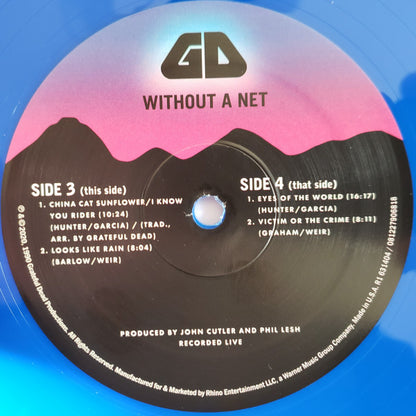 GD
WITHOUT A NET
SIDE 3 (this side)
1. CHINA CAT SUNFLOWER/I KNOW
YOU RIDER (10:24)
(HUNTER/GARCIA) / (TRAD.,
ARR. BY GRATEFUL DEAD)
2. LOOKS LIKE RAIN (8:04)
(BARLOW/WEIR)
SIDE 4 (that side)
1. EYES OF THE WORLD (16:17)
(HUNTER/GARCIA)
2. VICTIM OR THE CRIME (8:11)
(GRAHAM/WEIR)
PRODUCED BY JOHN CUTLER AND PHIL LESH
RECORDED LIVE
℗&©2020, 1990 Grateful Dead Productions. All Rights Reserved. Manufactured for & Marketed by Rhino Entertainment LLC, a Warner Music Group Company. Made in U.S.A. R1 631404 / 081227906818